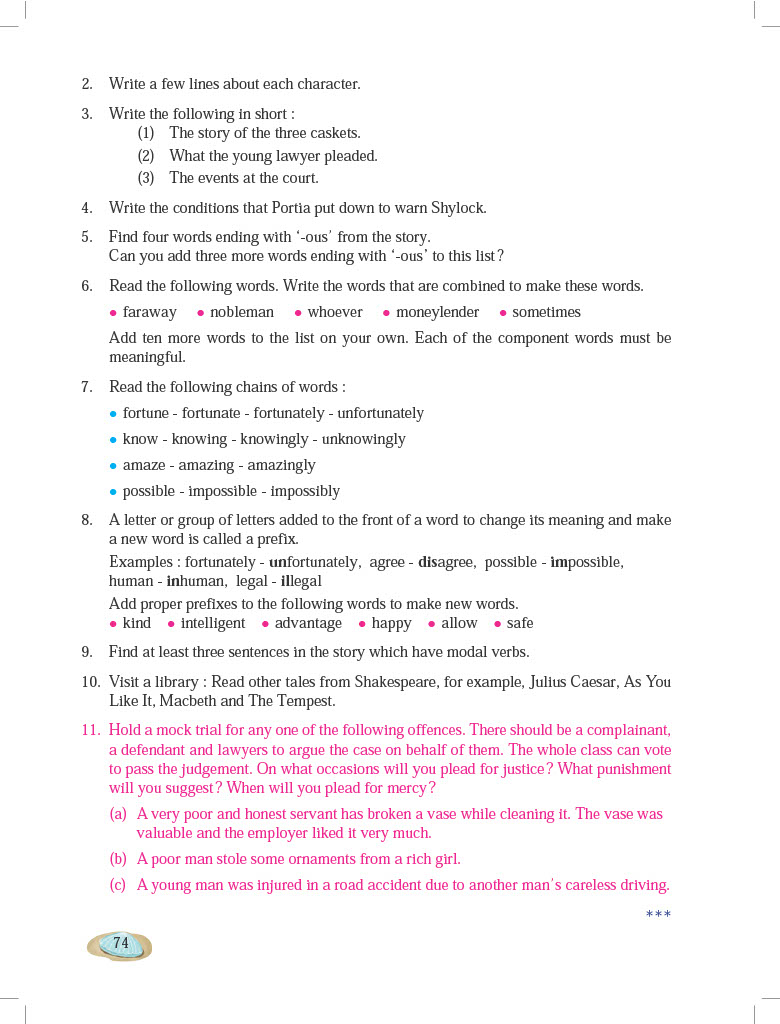 2. Write a few lines about each character.
3. Write the following in short :
(1) The story of the three caskets.
(2) What the young lawyer pleaded.
(3) The events at the court.
4. Write the conditions that Portia put down to warn Shylock.
5. Find four words ending with ‘-ous’ from the story.
Can you add three more words ending with ‘-ous’ to this list?
6. Read the following words. Write the words that are combined to make these words.
• faraway • nobleman • whoever • moneylender • sometimes
Add ten more words to the list on your own. Each of the component words must be
meaningful.
7. Read the following chains of words :
• fortune - fortunate - fortunately - unfortunately
• know - knowing - knowingly - unknowingly
• amaze - amazing - amazingly
• possible - impossible - impossibly
8. A letter or group of letters added to the front of a word to change its meaning and make
a new word is called a prefix.
Examples : fortunately - unfortunately, agree - disagree, possible - impossible,
human - inhuman, legal - illegal
Add proper prefixes to the following words to make new words.
• kind • intelligent • advantage • happy • allow • safe
9. Find at least three sentences in the story which have modal verbs.
10. Visit a library : Read other tales from Shakespeare, for example, Julius Caesar, As You
Like It, Macbeth and The Tempest.
11. Hold a mock trial for any one of the following offences. There should be a complainant,
a defendant and lawyers to argue the case on behalf of them. The whole class can vote
to pass the judgement. On what occasions will you plead for justice? What punishment
will you suggest? When will you plead for mercy?
(a) A very poor and honest servant has broken a vase while cleaning it. The vase was
valuable and the employer liked it very much.
(b) A poor man stole some ornaments from a rich girl.
(c) A young man was injured in a road accident due to another man’s careless driving.
***
74